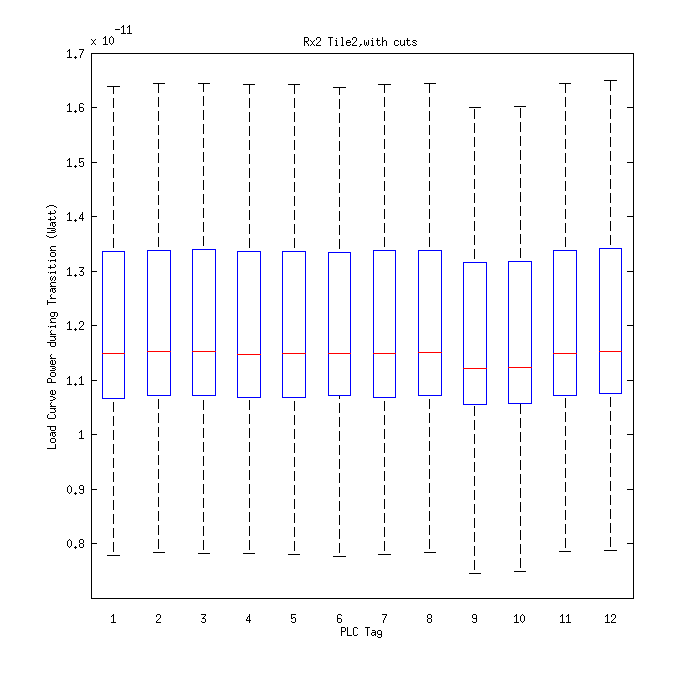 x 10^-11
Rx2 Tile2,with cuts
1.7
1.6
1.5
1.4
1.3
1.2
1.1
1
0.9
0.8
Load Curve Power during Transition (Watt)
1 2 3 4 5 6 7 8 9 10 11 12
PLC Tag